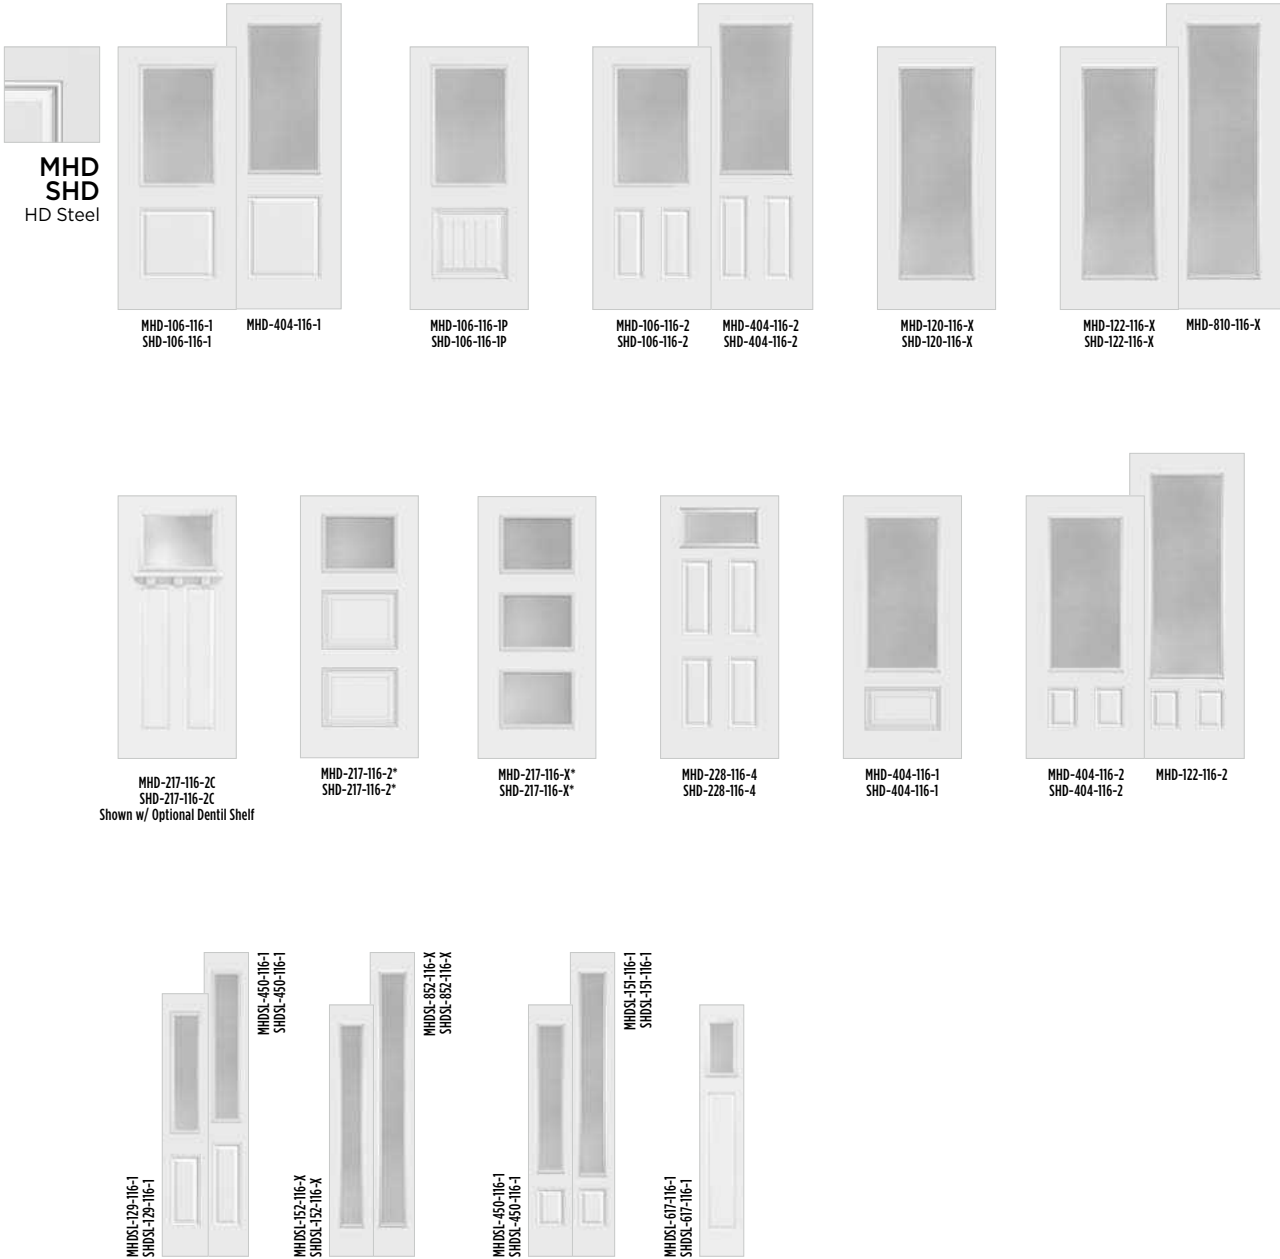 MHD
SHD
HD Steel
MHD-106-116-1
SHD-106-116-1
MHD-404-116-1
MHD-106-116-1P
SHD-106-116-1P
MHD-106-116-2
SHD-106-116-2
MHD-404-116-2
SHD-404-116-2
MHD-120-116-X
SHD-120-116-X
MHD-122-116-X
SHD-122-116-X
MHD-810-116-X
MHD-217-116-2C
SHD-217-116-2C
Shown w/ Optional Dentil Shelf
MHD-217-116-2*
SHD-217-116-2*
MHD-217-116-X*
SHD-217-116-X*
MHD-228-116-4
SHD-228-116-4
MHD-404-116-1
SHD-404-116-1
MHD-404-116-2
SHD-404-116-2
MHD-122-116-2
MHDSL-129-116-1
SHDSL-129-116-1
MHDSL-450-116-1
SHDSL-450-116-1
MHDSL-152-116-X
SHDSL-152-116-X
MHDSL-852-116-X
SHDSL-852-116-X
MHDSL-450-116-1
SHDSL-450-116-1
MHDSL-151-116-1
SHDSL-151-116-1
MHDSL-617-116-1
SHDSL-617-116-1